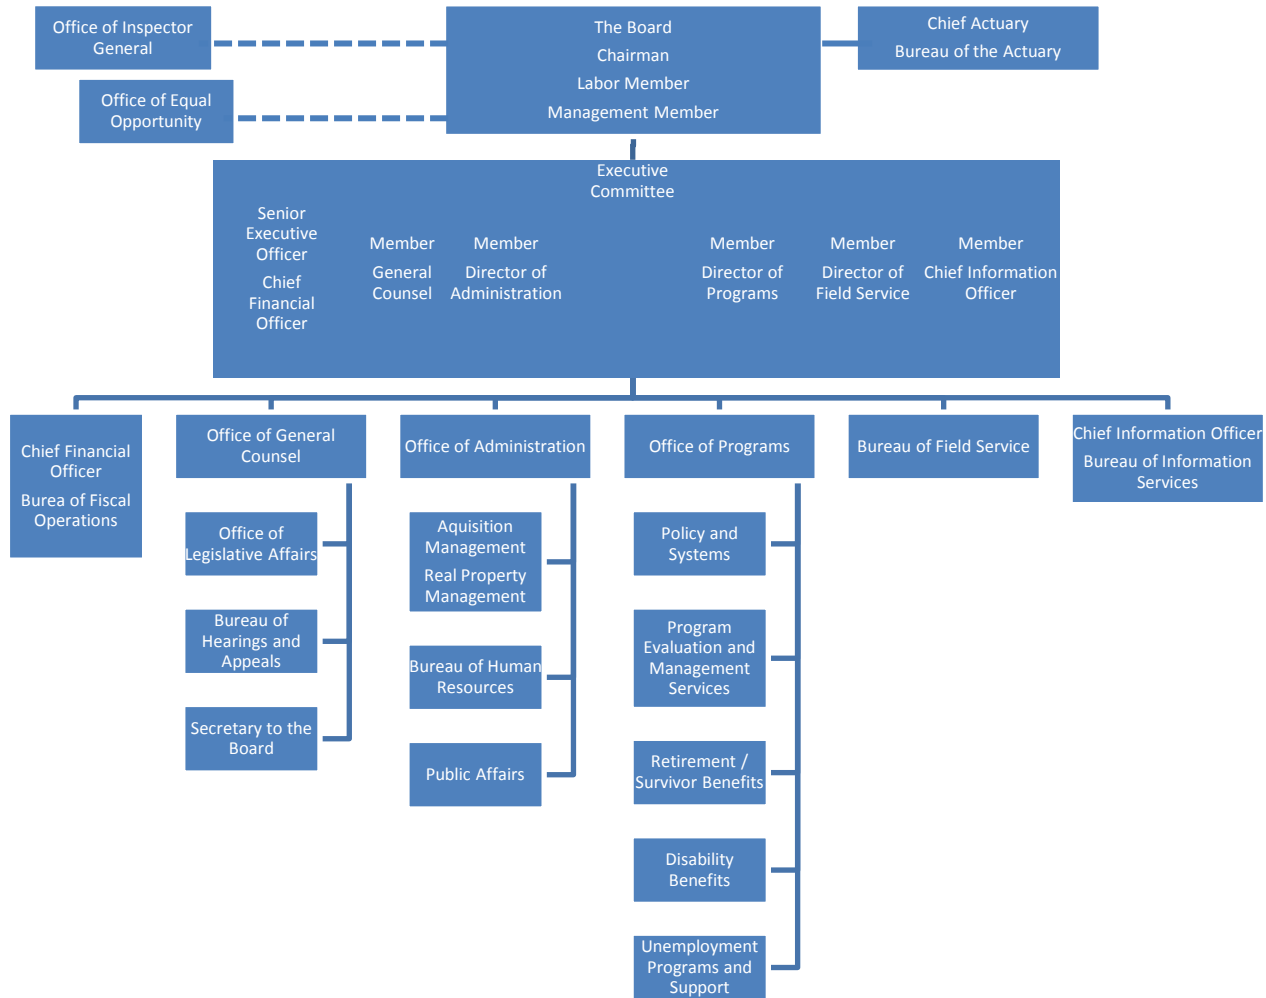 Office of Inspector
General
The Board
Chairman
Labor Member
Management Member
Chief Actuary
Bureau of the Actuary
Office of Equal
Opportunity
Executive
Committee
Senior
Executive
Officer
Chief
Financial
Officer
Member
General
Counsel
Member
Director of
Administration
Member
Director of
Programs
Member
Director of
Field Service
Member
Chief Information
Officer
Chief Financial
Officer
Burea of Fiscal
Operations
Office of General
Counsel
Office of
Legislative Affairs
Bureau of
Hearings and
Appeals
Secretary to the
Board
Office of Administration
Aquisition
Management
Real Property
Management
Bureau of Human
Resources
Public Affairs
Office of Programs
Policy and
Systems
Program
Evaluation and
Management
Services
Retirement /
Survivor Benefits
Disability
Benefits
Unemployment
Programs and
Support
Bureau of Field Service
Chief Information Officer
Bureau of Information
Services